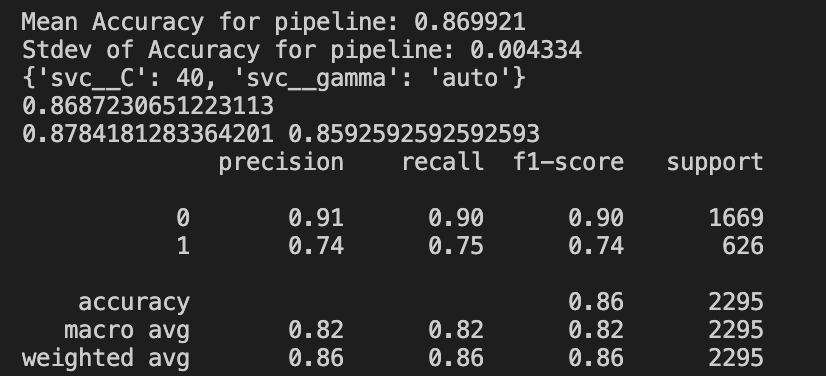 Mean Accuracy for pipeline: 0.869921
Stdev of Accuracy for pipeline: 0.004334
{'svc__C': 40, 'svc__gamma': 'auto'}
0.8687230651223113
0.8784181283364201 0.8592592592592593
precision recall f1-score support
0 0.91 0.90 0.90 1669
1 0.74 0.75 0.74 626
accuracy 0.86 2295
macro avg 0.82 0.82 0.82 2295
weighted avg 0.86 0.86 0.86 2295